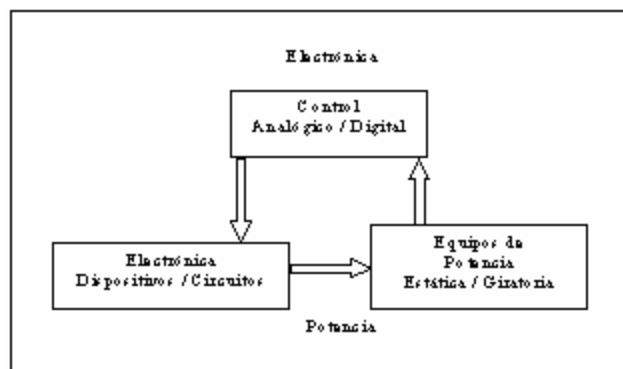 Electrónica
Control
Analógico / Digital
Electrónica
Dispositivos / Circuitos
Equipos de
Potencia
Estática / Giratoria
Potencia